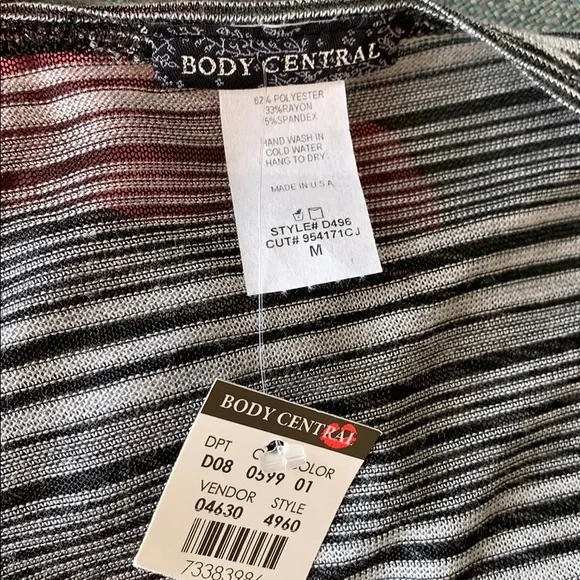 BODY CENTRAL
62% POLYESTER
33%RAYON
5%SPANDEX
HAND WASH IN
COLD WATER
HANG TO DRY
MADE IN U.S.A.
STYLE# D496
CUT# 954171CJ
M
BODY CENTRAL
DPT
D08 0599 01
VENDOR STYLE
04630 4960